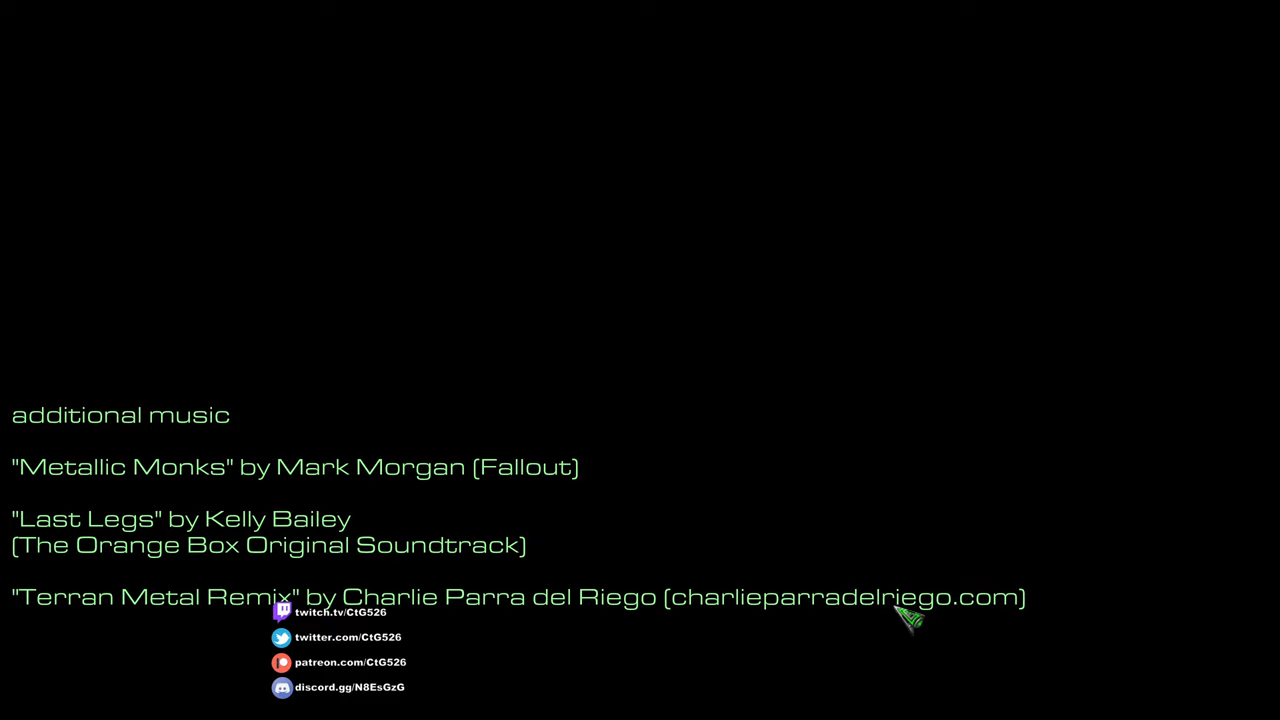 additional music
"Metallic Monks" by Mark Morgan (Fallout)
"Last Legs" by Kelly Bailey
(The Orange Box Original Soundtrack)
"Terran Metal Remix" by Charlie Parra del Riego (charlieparradelriego.com)
twitch.tv/CtG526
twitter.com/CtG526
patreon.com/CtG526
discord.gg/N8EsGzG